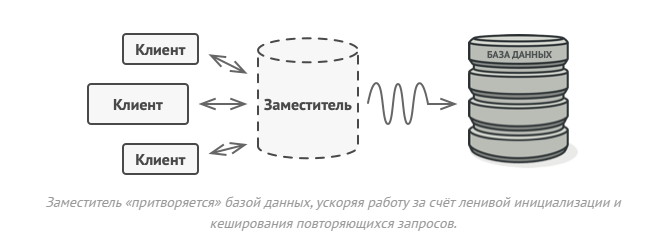 Клиент
Клиент
Клиент
Заместитель
БАЗА ДАННЫХ
Заместитель «притворяется» базой данных, ускоряя работу за счёт ленивой инициализации и
кеширования повторяющихся запросов.